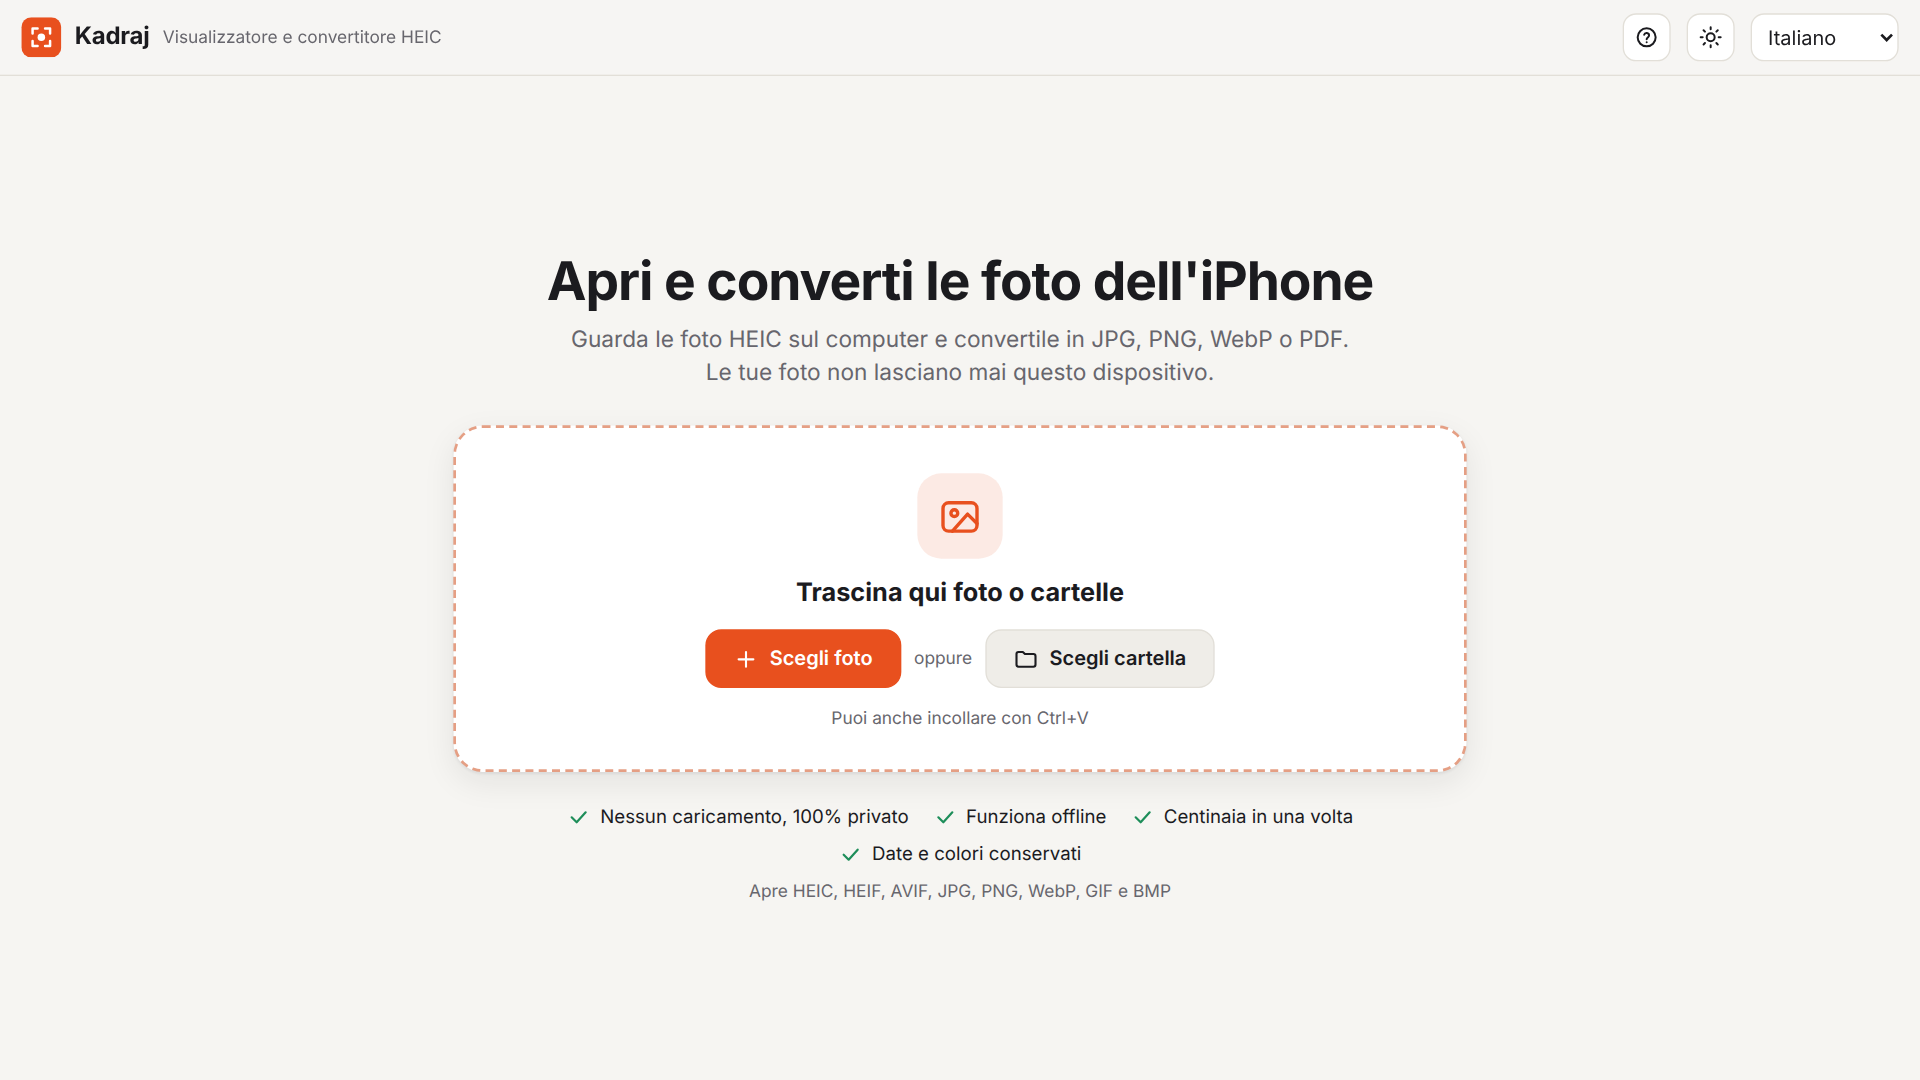 Kadraj Visualizzatore e convertitore HEIC
Italiano
Apri e converti le foto dell'iPhone
Guarda le foto HEIC sul computer e convertile in JPG, PNG, WebP o PDF.
Le tue foto non lasciano mai questo dispositivo.
Trascina qui foto o cartelle
Scegli foto oppure Scegli cartella
Puoi anche incollare con Ctrl+V
Nessun caricamento, 100% privato Funziona offline Centinaia in una volta
Date e colori conservati
Apre HEIC, HEIF, AVIF, JPG, PNG, WebP, GIF e BMP